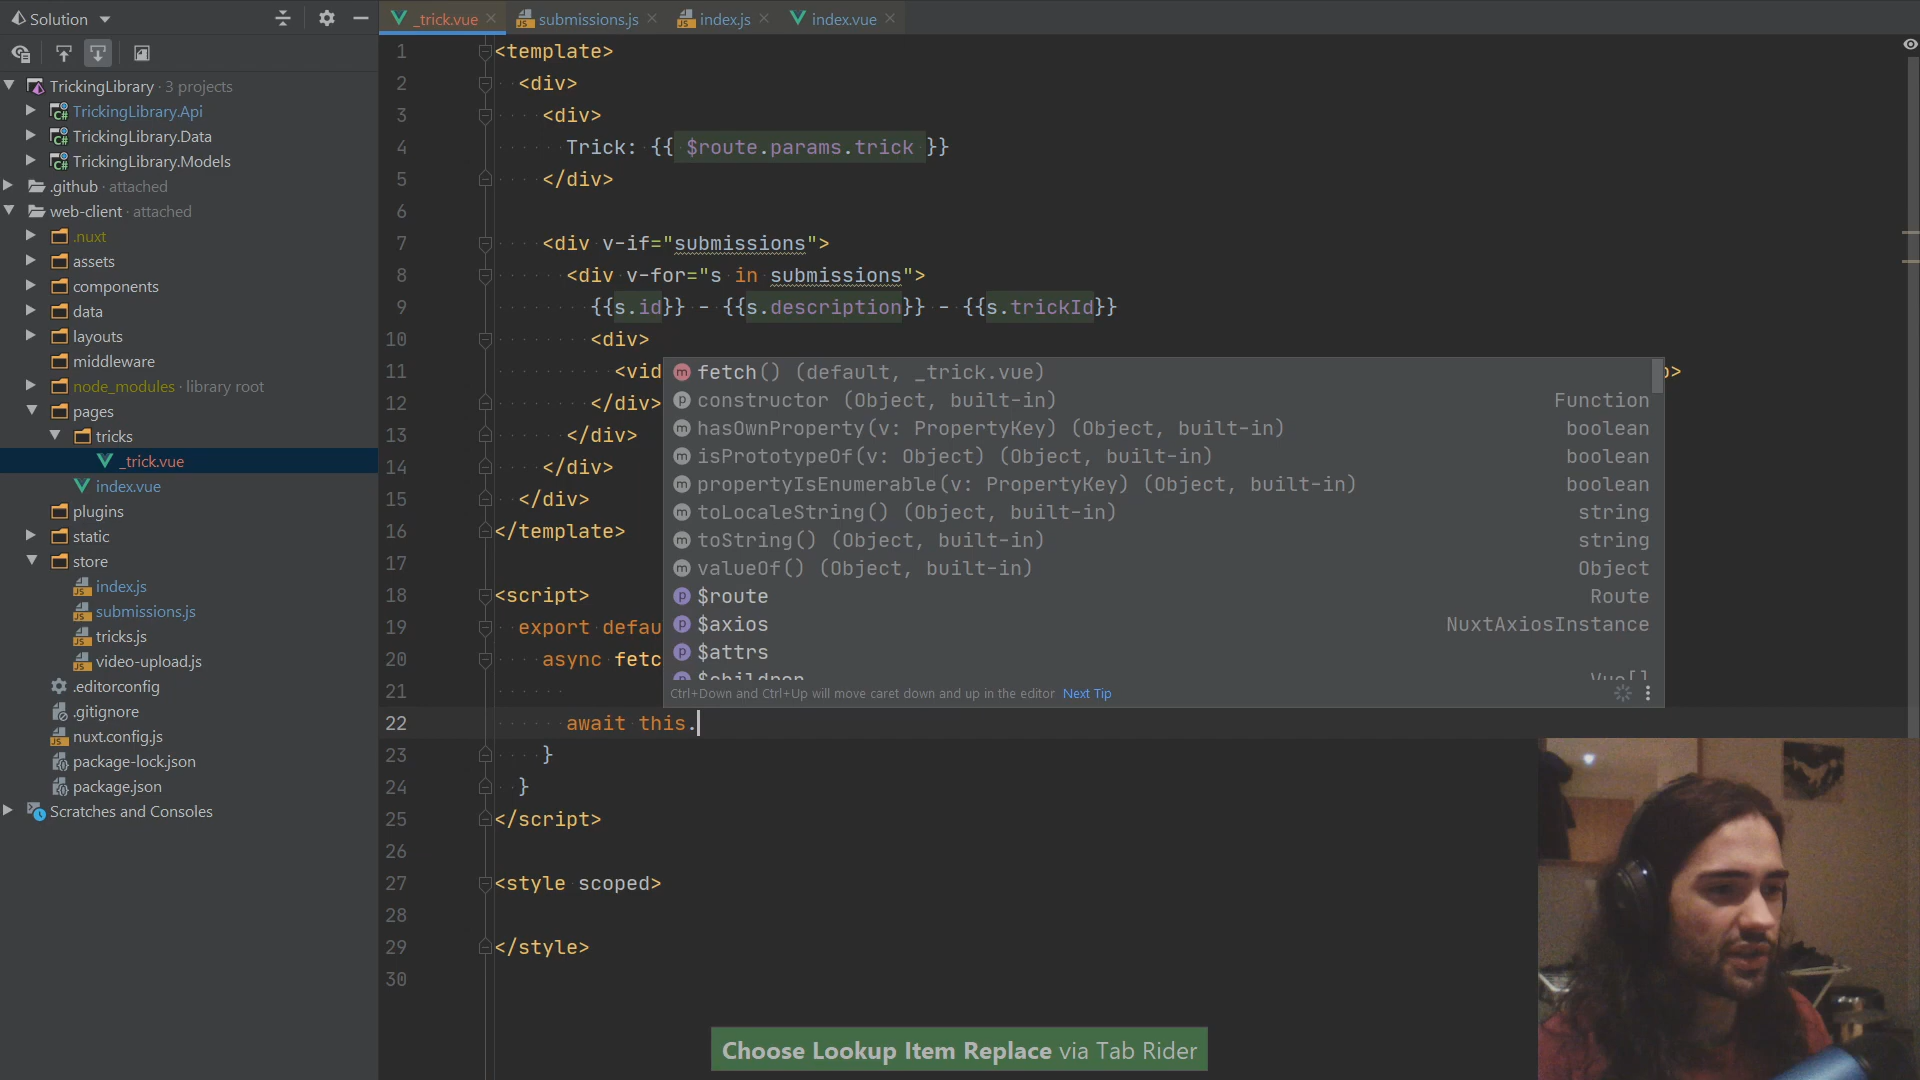 Solution
_trick.vue
submissions.js
index.js
index.vue
TrickingLibrary · 3 projects
TrickingLibrary.Api
TrickingLibrary.Data
TrickingLibrary.Models
.github · attached
web-client · attached
.nuxt
assets
components
data
layouts
middleware
node_modules · library root
pages
tricks
_trick.vue
index.vue
plugins
static
store
index.js
submissions.js
tricks.js
video-upload.js
.editorconfig
.gitignore
nuxt.config.js
package-lock.json
package.json
Scratches and Consoles
1 <template>
2 <div>
3 <div>
4 Trick: {{ $route.params.trick }}
5 </div>
6
7 <div v-if="submissions">
8 <div v-for="s in submissions">
9 {{s.id}} - {{s.description}} - {{s.trickId}}
10 <div>
11 <vid
12 </div>
13 </div>
14 </div>
15 </div>
16 </template>
17
18 <script>
19 export defau
20 async fetc
21
22 await this.
23 }
24 }
25 </script>
26
27 <style scoped>
28
29 </style>
30
fetch() (default, _trick.vue)
constructor (Object, built-in) Function
hasOwnProperty(v: PropertyKey) (Object, built-in) boolean
isPrototypeOf(v: Object) (Object, built-in) boolean
propertyIsEnumerable(v: PropertyKey) (Object, built-in) boolean
toLocaleString() (Object, built-in) string
toString() (Object, built-in) string
valueOf() (Object, built-in) Object
$route Route
$axios NuxtAxiosInstance
$attrs
$children Vue[]
Ctrl+Down and Ctrl+Up will move caret down and up in the editor Next Tip
Choose Lookup Item Replace via Tab Rider